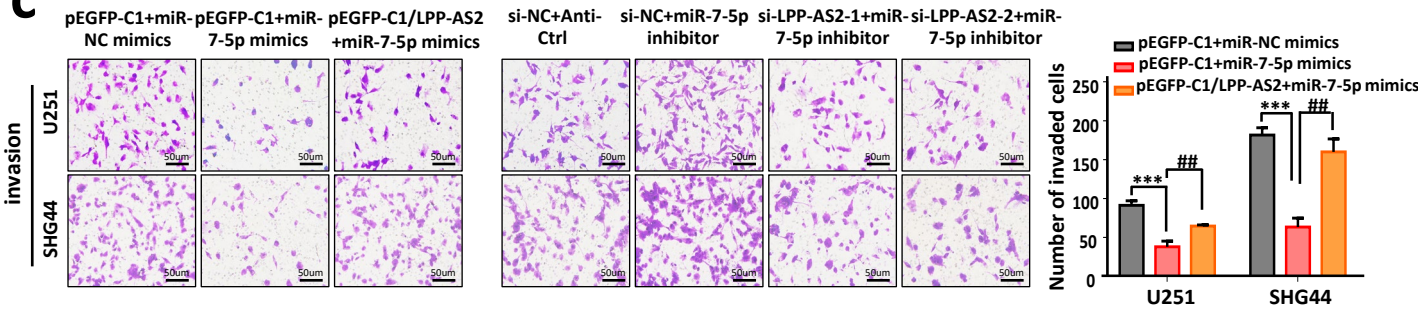 C
pEGFP-C1+miR-
NC mimics
pEGFP-C1+miR-
7-5p mimics
pEGFP-C1/LPP-AS2
+miR-7-5p mimics
si-NC+Anti-
Ctrl
si-NC+miR-7-5p
inhibitor
si-LPP-AS2-1+miR-
7-5p inhibitor
si-LPP-AS2-2+miR-
7-5p inhibitor
invasion
U251
50um
50um
50um
50um
50um
50um
50um
SHG44
50um
50um
50um
50um
50um
50um
50um
pEGFP-C1+miR-NC mimics
pEGFP-C1+miR-7-5p mimics
pEGFP-C1/LPP-AS2+miR-7-5p mimics
Number of invaded cells
250
200
150
100
50
0
***
##
***
##
U251
SHG44